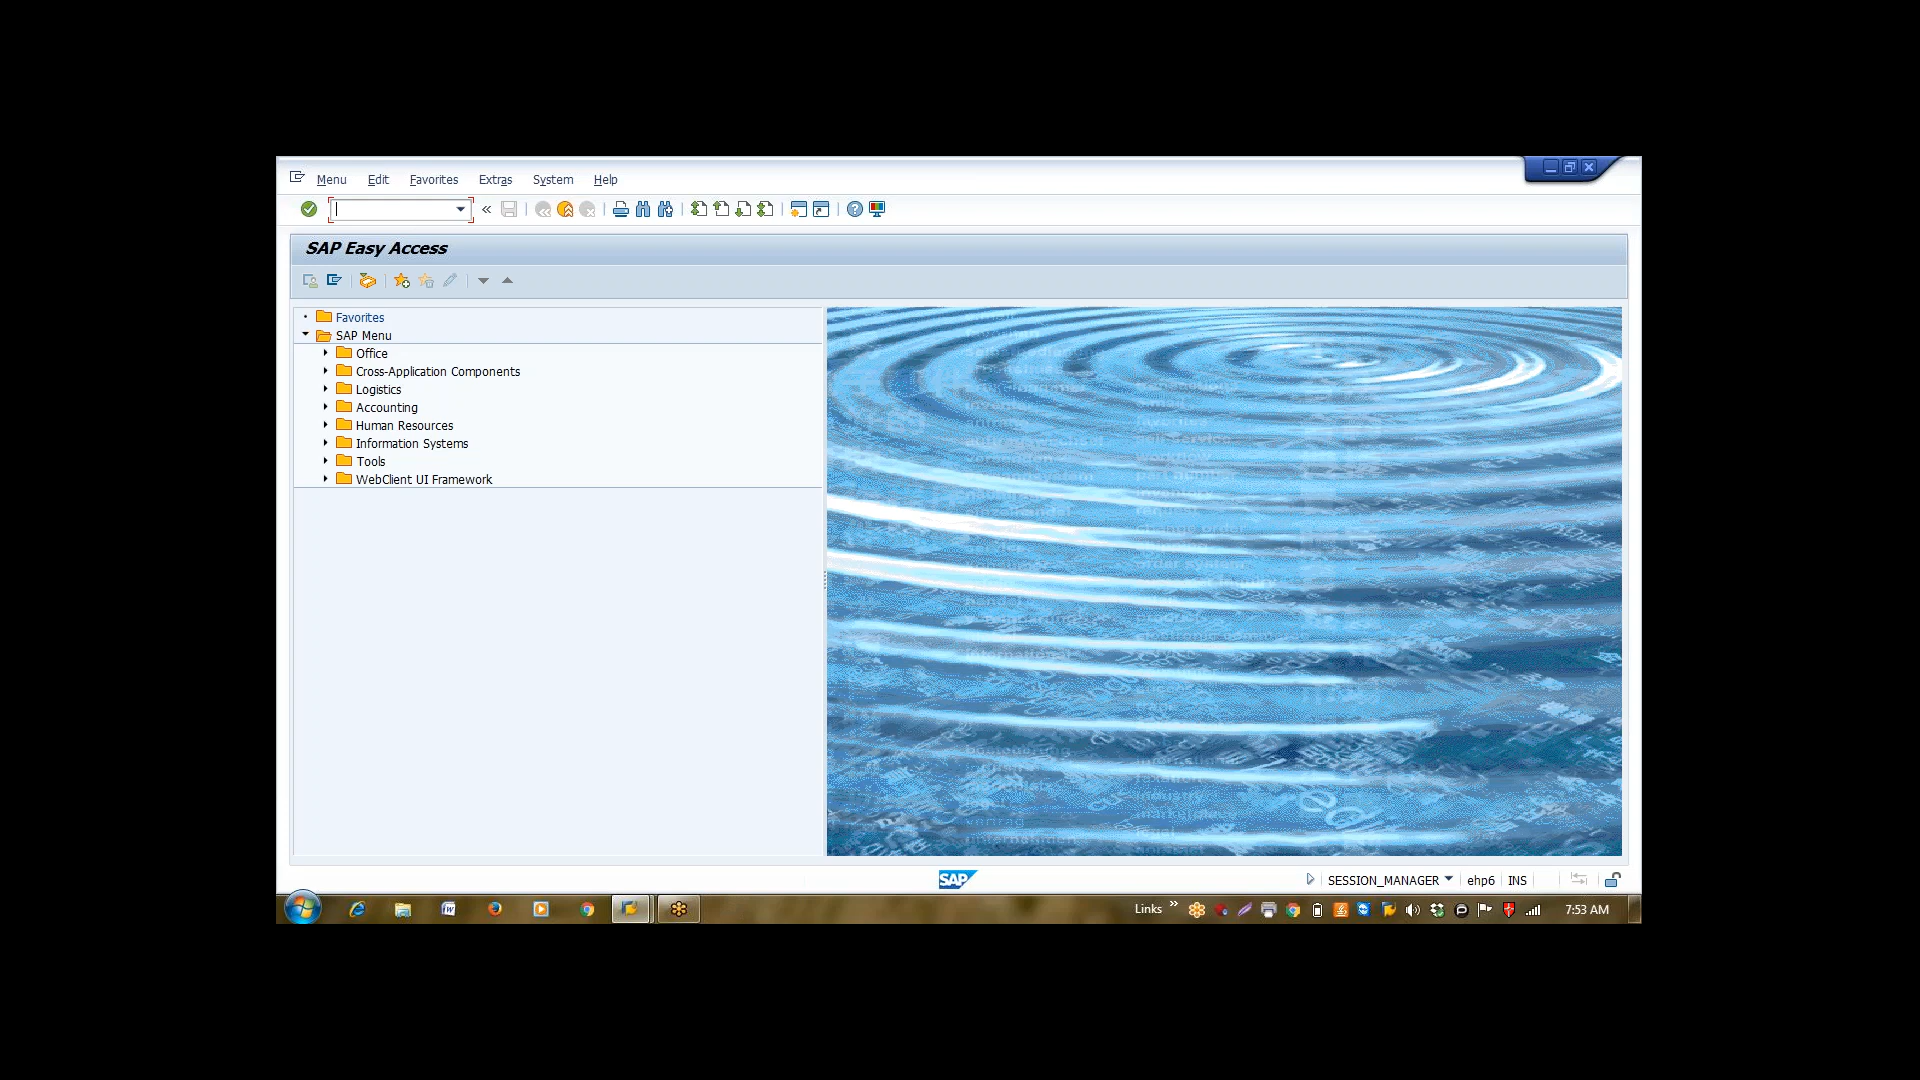 Menu Edit Favorites Extras System Help
SAP Easy Access
Favorites
SAP Menu
Office
Cross-Application Components
Logistics
Accounting
Human Resources
Information Systems
Tools
WebClient UI Framework
SAP
SESSION_MANAGER ehp6 INS
Links » 7:53 AM